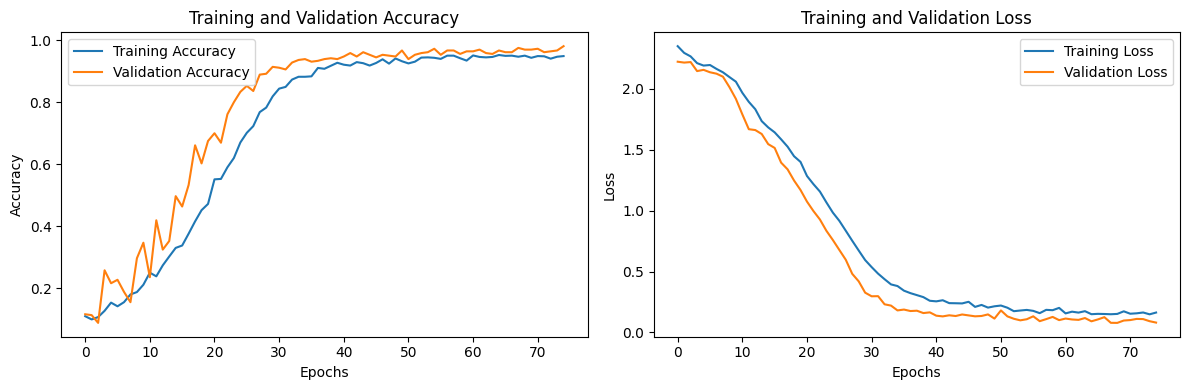 Training and Validation Accuracy
Training Accuracy
Validation Accuracy
1.0
0.8
0.6
0.4
0.2
Accuracy
0 10 20 30 40 50 60 70
Epochs
Training and Validation Loss
Training Loss
Validation Loss
2.0
1.5
1.0
0.5
0.0
Loss
0 10 20 30 40 50 60 70
Epochs